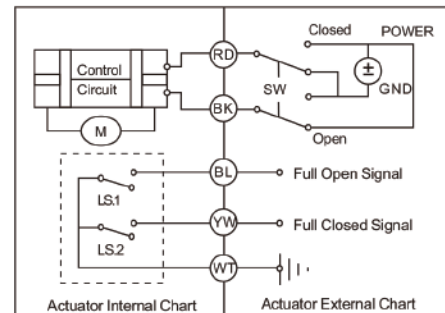 Closed POWER
RD
Control
Circuit
SW
±
GND
BK
M
Open
BL Full Open Signal
LS.1
YW Full Closed Signal
LS.2
WT
Actuator Internal Chart Actuator External Chart